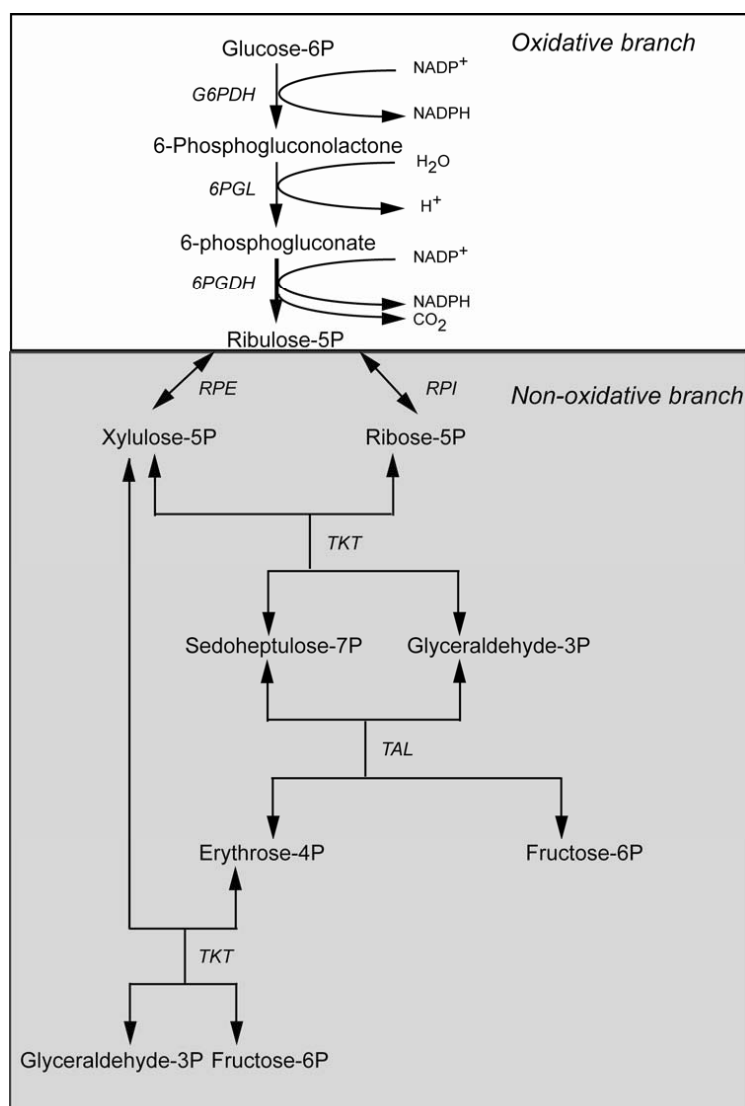 Oxidative branch
Glucose-6P
NADP+
G6PDH
NADPH
6-Phosphogluconolactone
H2O
6PGL
H+
6-phosphogluconate
NADP+
6PGDH
NADPH
CO2
Ribulose-5P
RPE
RPI
Non-oxidative branch
Xylulose-5P
Ribose-5P
TKT
Sedoheptulose-7P
Glyceraldehyde-3P
TAL
Erythrose-4P
Fructose-6P
TKT
Glyceraldehyde-3P
Fructose-6P